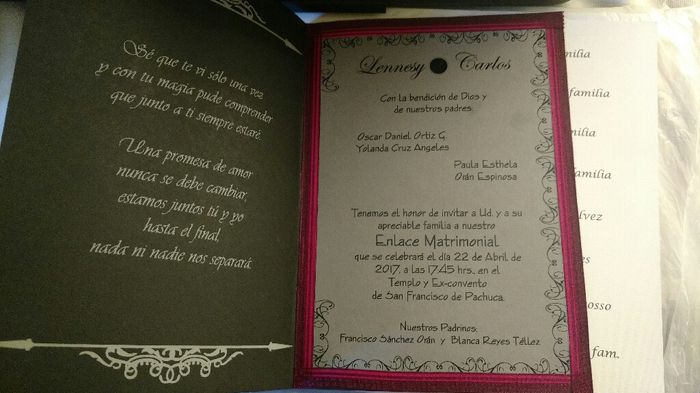 Sé que te vi sólo una vez
y con tu magia pude comprender
que junto a ti siempre estaré.
Una promesa de amor
nunca se debe cambiar,
estamos juntos tú y yo
hasta el final,
nada ni nadie nos separará.
Lennesy Carlos
Con la bendición de Dios y
de nuestros padres:
Oscar Daniel Ortiz G.
Yolanda Cruz Angeles
Paula Esthela
Orán Espinosa
Tenemos el honor de invitar a Ud. y a su
apreciable familia a nuestro
Enlace Matrimonial
que se celebrará el día 22 de Abril de
2017, a las 17:45 hrs., en el
Templo y Ex-convento
de San Francisco de Pachuca.
Nuestros Padrinos:
Francisco Sánchez Orán y Blanca Reyes Téllez
familia
familia
fam.